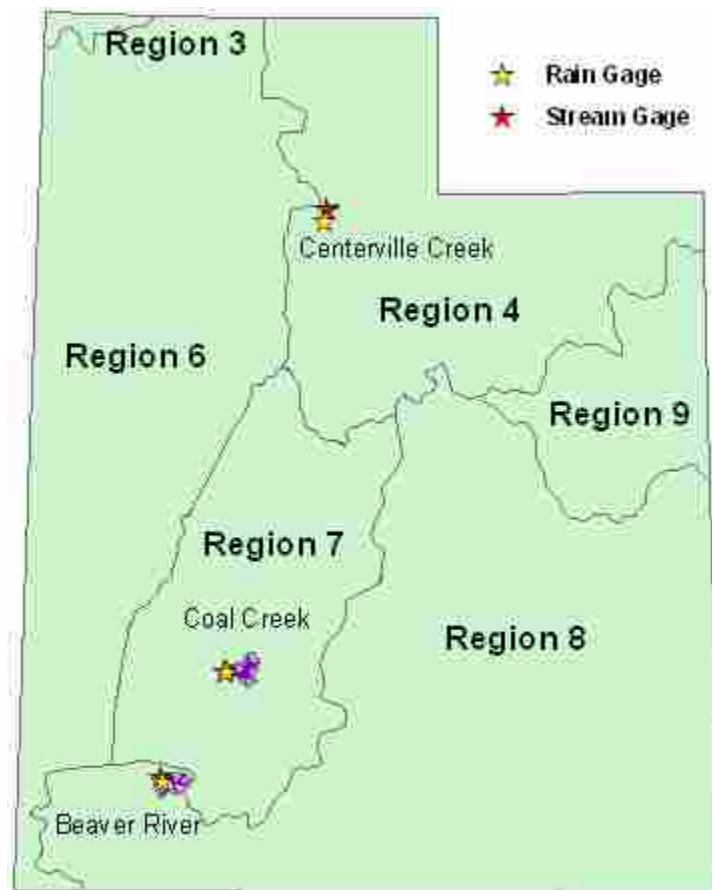 Region 3
Rain Gage
Stream Gage
Centerville Creek
Region 4
Region 6
Region 9
Region 7
Coal Creek
Region 8
Beaver River